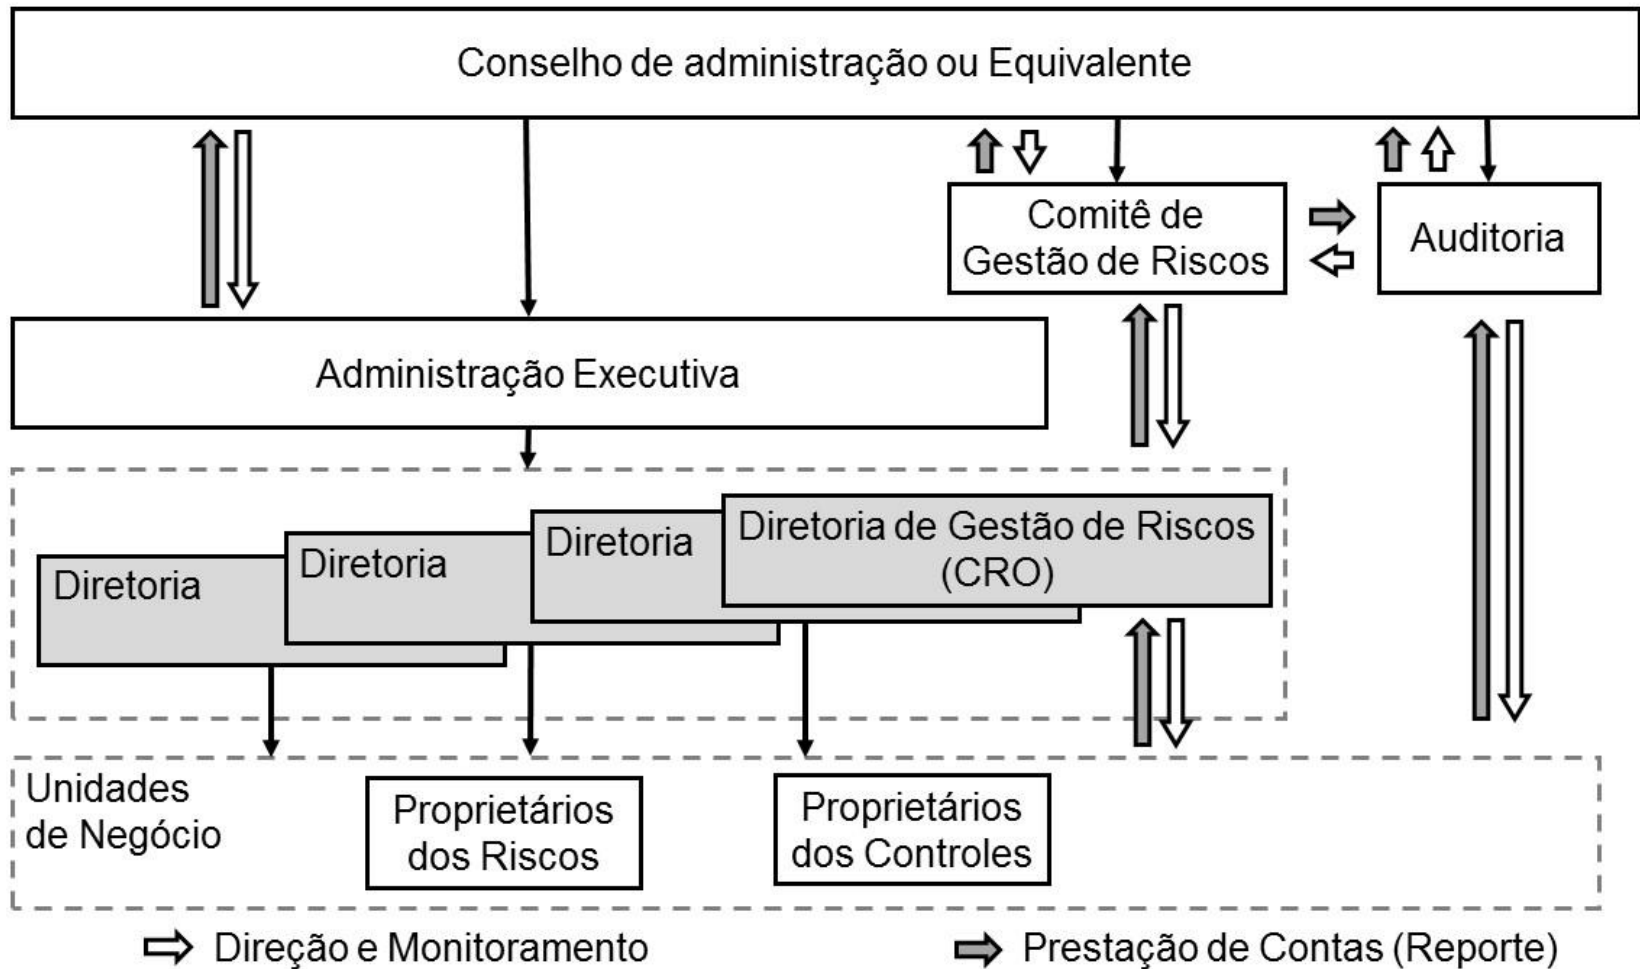 Conselho de administração ou Equivalente
Comitê de
Gestão de Riscos
Auditoria
Administração Executiva
Diretoria
Diretoria
Diretoria
Diretoria de Gestão de Riscos
(CRO)
Unidades
de Negócio
Proprietários
dos Riscos
Proprietários
dos Controles
Direção e Monitoramento
Prestação de Contas (Reporte)